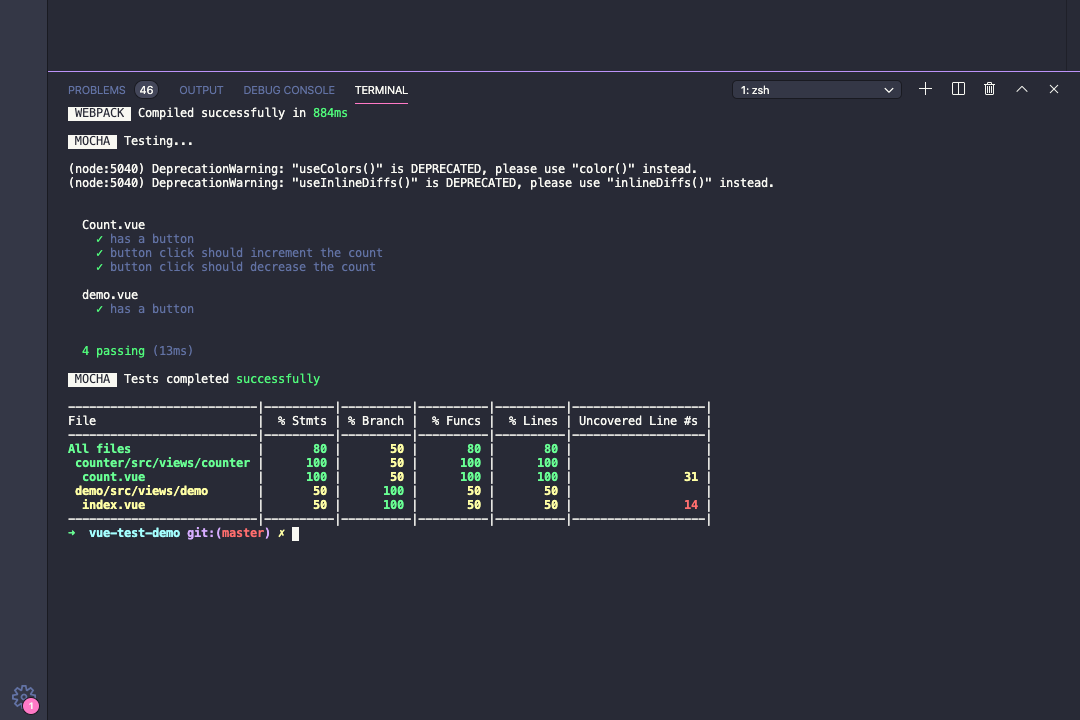 PROBLEMS 46 OUTPUT DEBUG CONSOLE TERMINAL 1: zsh
WEBPACK Compiled successfully in 884ms
MOCHA Testing...
(node:5040) DeprecationWarning: "useColors()" is DEPRECATED, please use "color()" instead.
(node:5040) DeprecationWarning: "useInlineDiffs()" is DEPRECATED, please use "inlineDiffs()" instead.
Count.vue
✓ has a button
✓ button click should increment the count
✓ button click should decrease the count
demo.vue
✓ has a button
4 passing (13ms)
MOCHA Tests completed successfully
File | % Stmts | % Branch | % Funcs | % Lines | Uncovered Line #s |
All files | 80 | 50 | 80 | 80 | |
counter/src/views/counter | 100 | 50 | 100 | 100 | |
count.vue | 100 | 50 | 100 | 100 | 31 |
demo/src/views/demo | 50 | 100 | 50 | 50 | |
index.vue | 50 | 100 | 50 | 50 | 14 |
➜ vue-test-demo git:(master) ✗
1